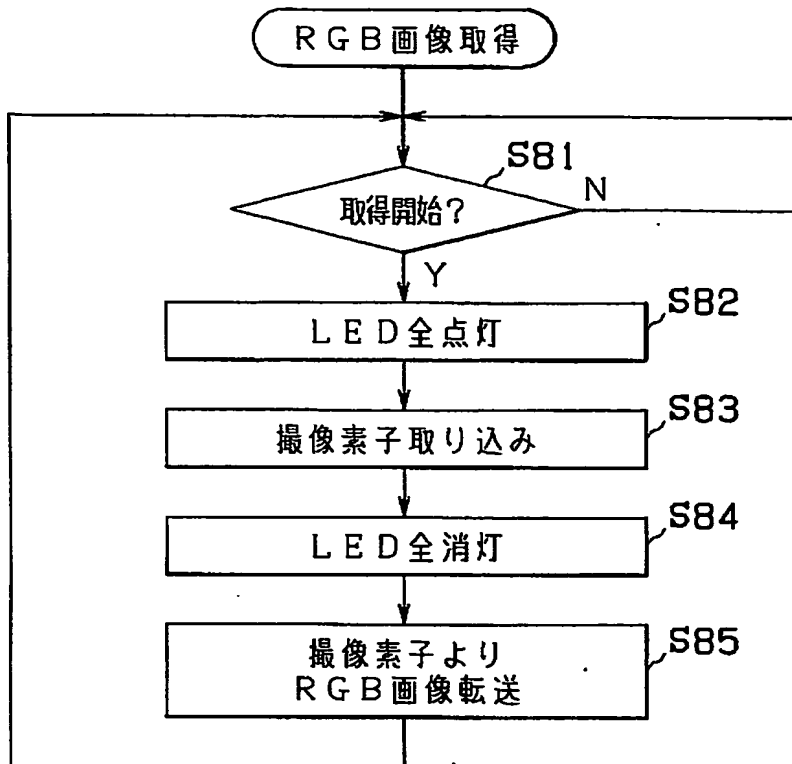 RGB画像取得
S81
取得開始?
N
Y
S82
LED全点灯
S83
撮像素子取り込み
S84
LED全消灯
S85
撮像素子より
RGB画像転送